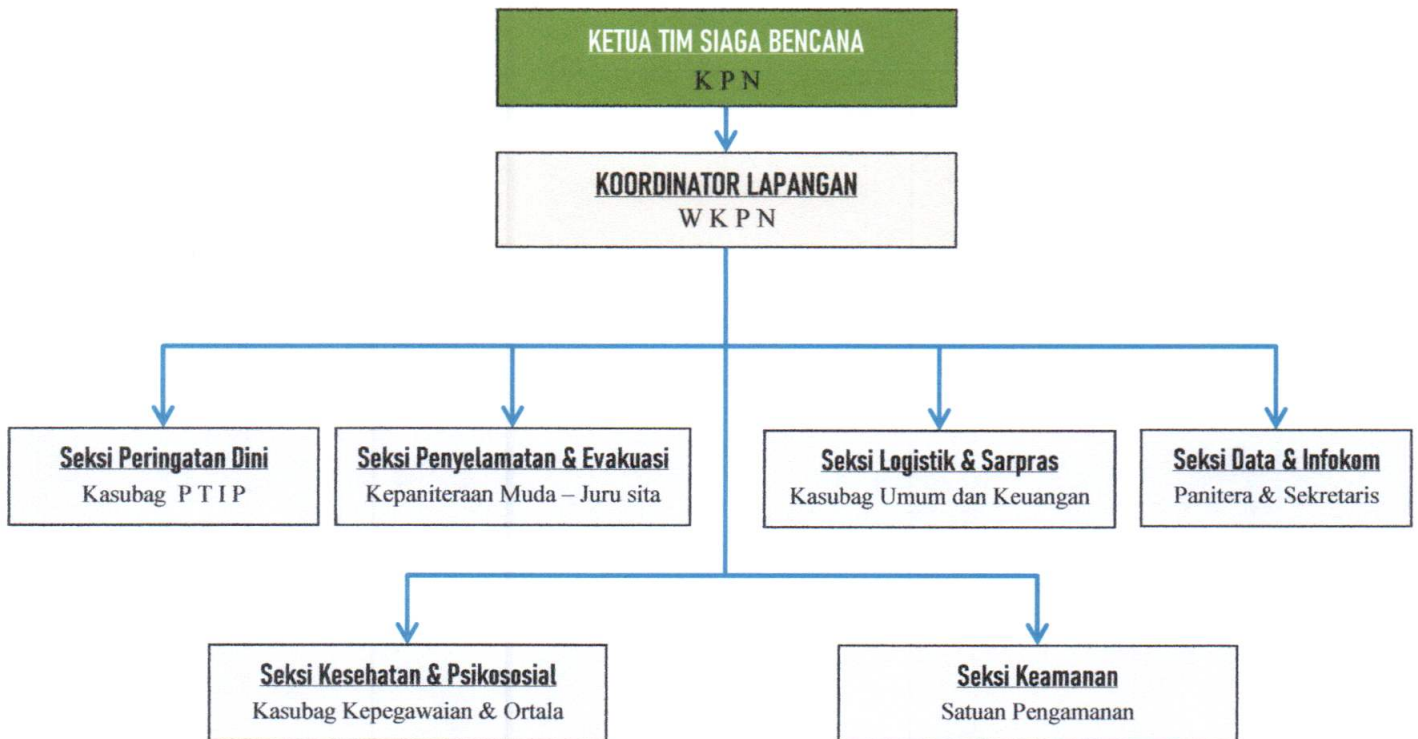 KETUA TIM SIAGA BENCANA
K P N
KOORDINATOR LAPANGAN
W K P N
Seksi Peringatan Dini
Kasubag P T I P
Seksi Penyelamatan & Evakuasi
Kepaniteraan Muda – Juru sita
Seksi Logistik & Sarpras
Kasubag Umum dan Keuangan
Seksi Data & Infokom
Panitera & Sekretaris
Seksi Kesehatan & Psikososial
Kasubag Kepegawaian & Ortala
Seksi Keamanan
Satuan Pengamanan